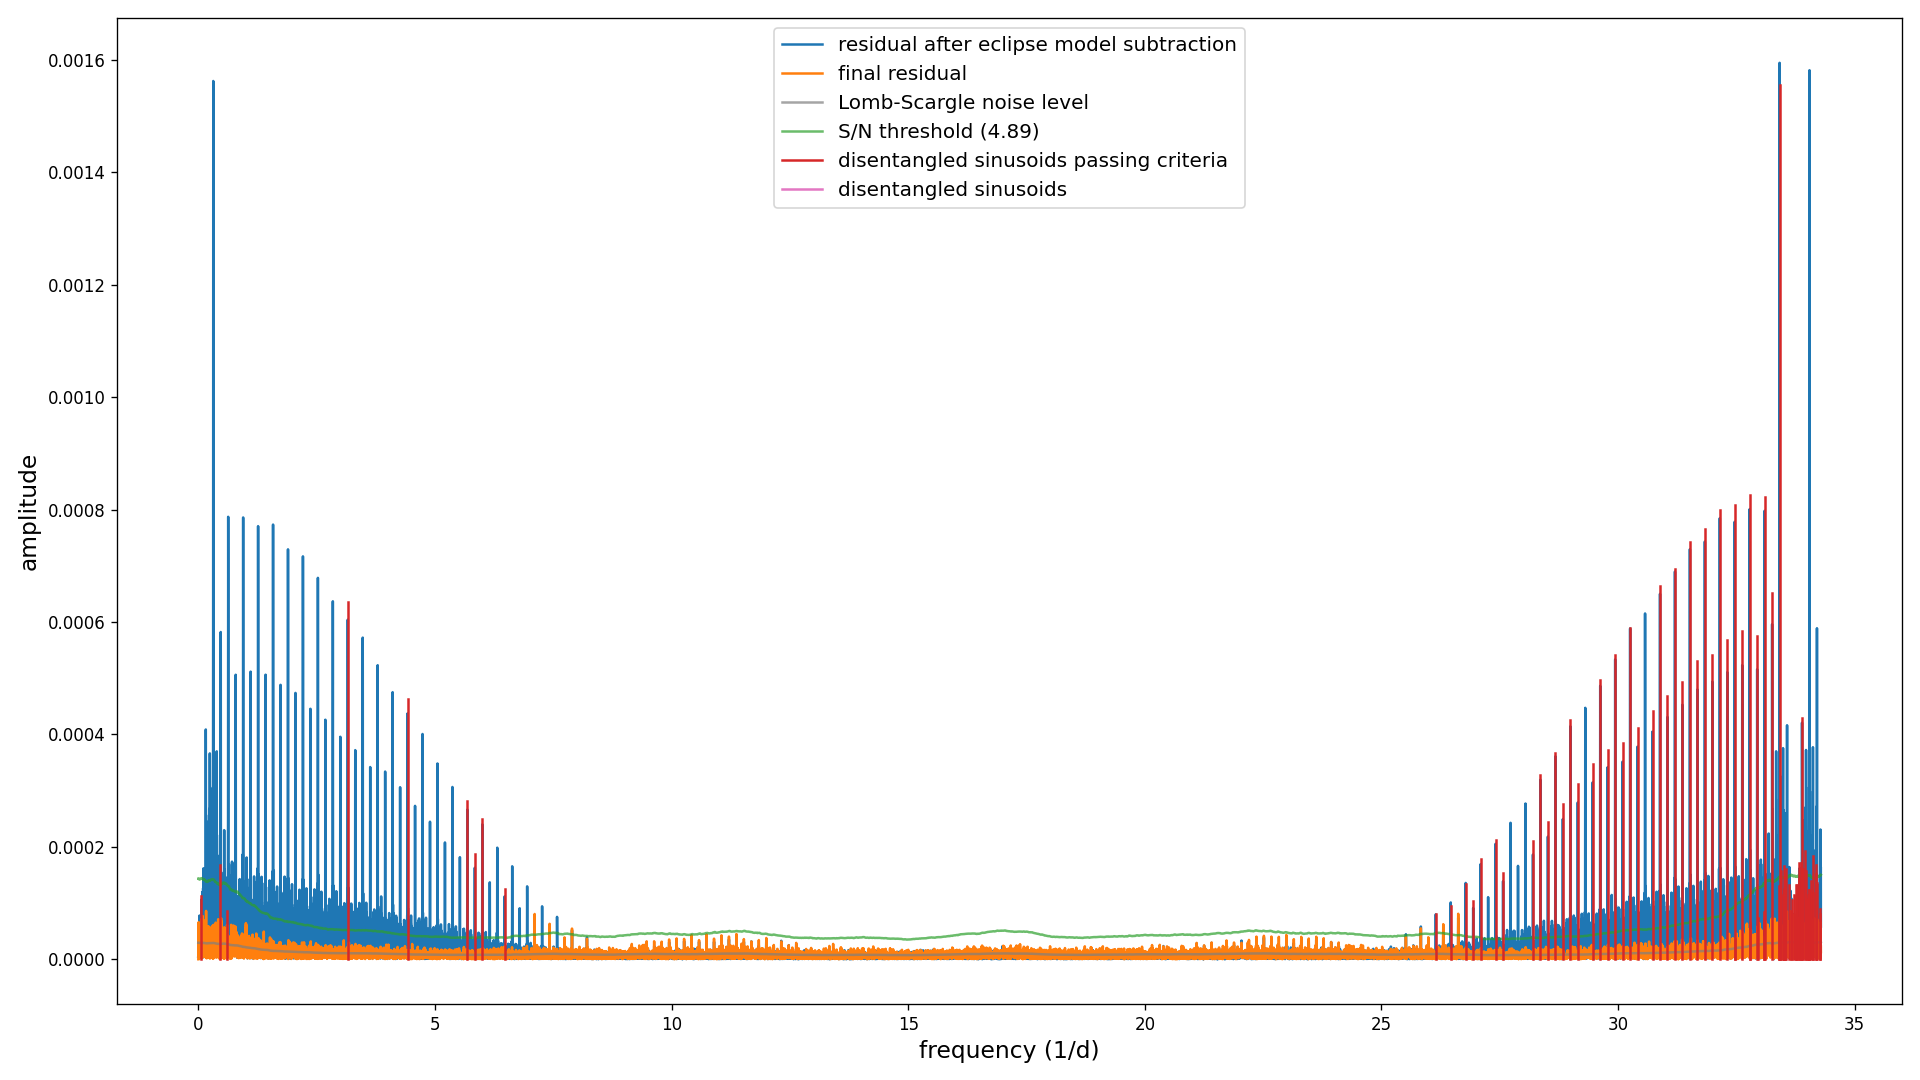 residual after eclipse model subtraction
final residual
Lomb-Scargle noise level
S/N threshold (4.89)
disentangled sinusoids passing criteria
disentangled sinusoids
amplitude
0.0016
0.0014
0.0012
0.0010
0.0008
0.0006
0.0004
0.0002
0.0000
0 5 10 15 20 25 30 35
frequency (1/d)